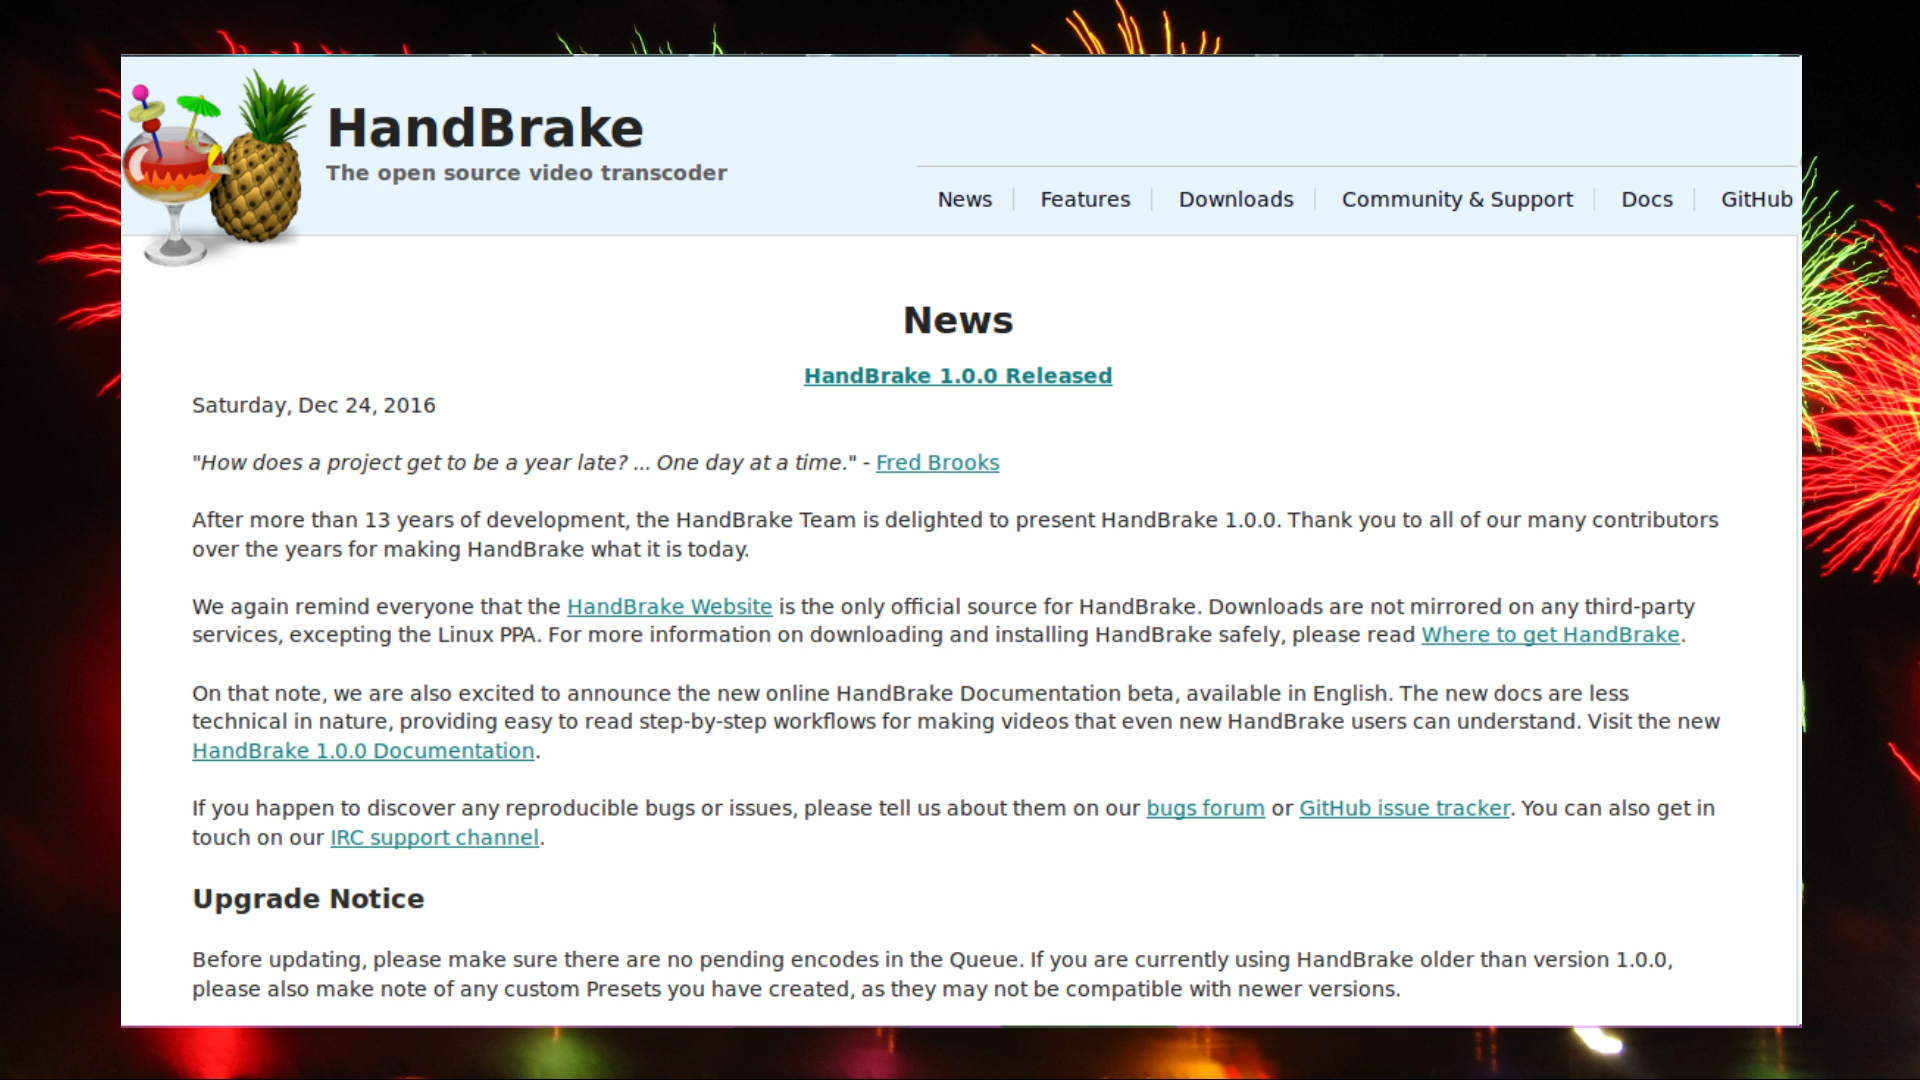 HandBrake
The open source video transcoder
News
Features
Downloads
Community & Support
Docs
GitHub
News
HandBrake 1.0.0 Released
Saturday, Dec 24, 2016
"How does a project get to be a year late? ... One day at a time." - Fred Brooks
After more than 13 years of development, the HandBrake Team is delighted to present HandBrake 1.0.0. Thank you to all of our many contributors
over the years for making HandBrake what it is today.
We again remind everyone that the HandBrake Website is the only official source for HandBrake. Downloads are not mirrored on any third-party
services, excepting the Linux PPA. For more information on downloading and installing HandBrake safely, please read Where to get HandBrake.
On that note, we are also excited to announce the new online HandBrake Documentation beta, available in English. The new docs are less
technical in nature, providing easy to read step-by-step workflows for making videos that even new HandBrake users can understand. Visit the new
HandBrake 1.0.0 Documentation.
If you happen to discover any reproducible bugs or issues, please tell us about them on our bugs forum or GitHub issue tracker. You can also get in
touch on our IRC support channel.
Upgrade Notice
Before updating, please make sure there are no pending encodes in the Queue. If you are currently using HandBrake older than version 1.0.0,
please also make note of any custom Presets you have created, as they may not be compatible with newer versions.